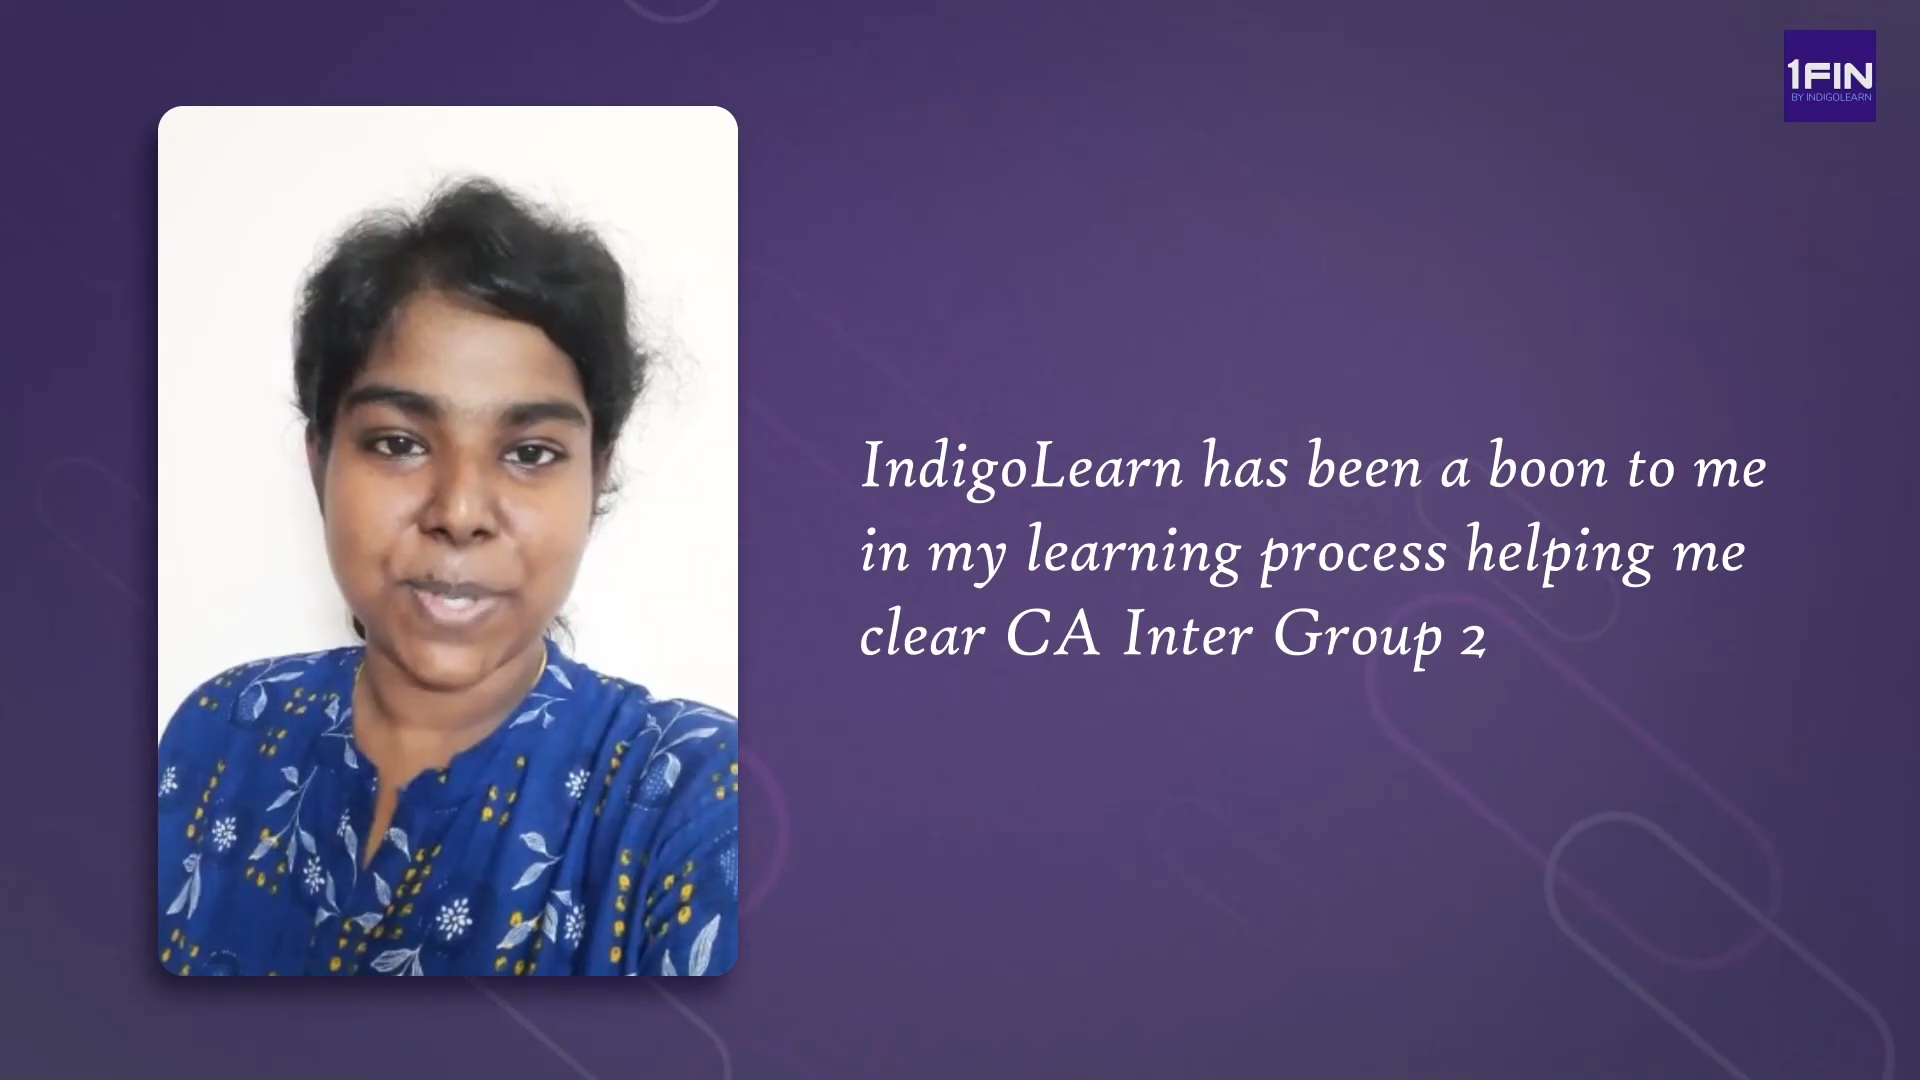 1FIN
BY INDIGOLEARN
IndigoLearn has been a boon to me
in my learning process helping me
clear CA Inter Group 2